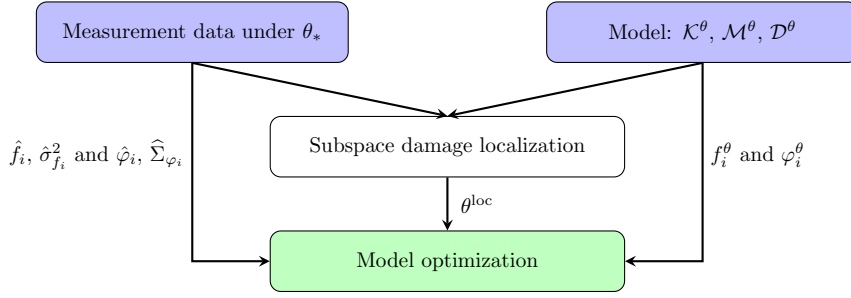 Measurement data under θ∗
Model: 𝒦^θ, ℳ^θ, 𝒟^θ
Subspace damage localization
f̂_i, σ̂²_{f_i} and φ̂_i, Σ̂_{φ_i}
f_i^θ and φ_i^θ
θ^loc
Model optimization